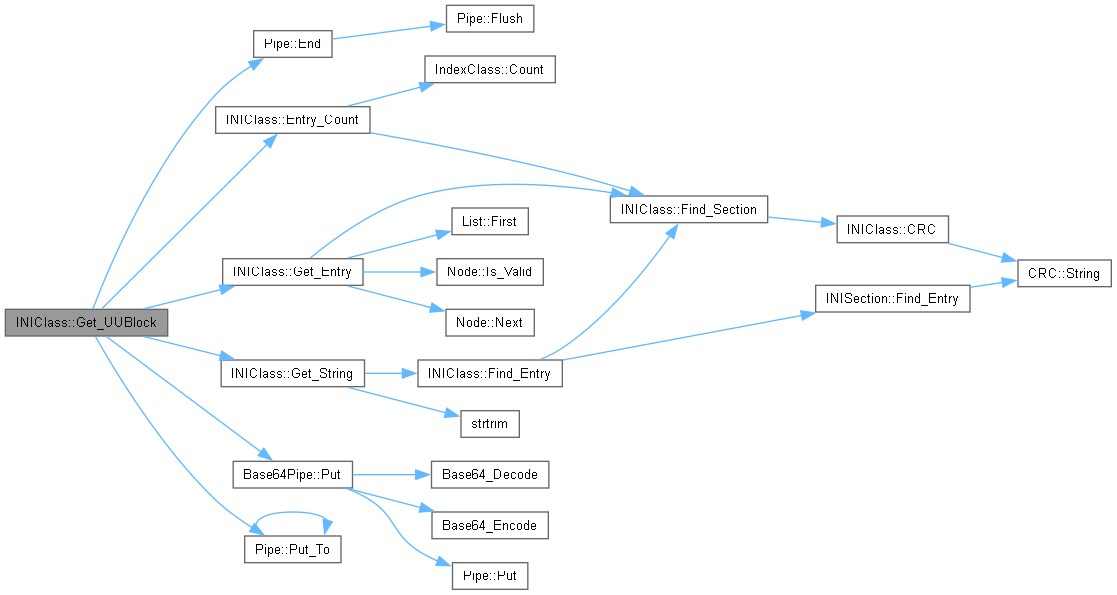 Pipe::Flush
Pipe::End
IndexClass::Count
INIClass::Entry_Count
INIClass::Find_Section
List::First
INIClass::CRC
INIClass::Get_Entry
Node::Is_Valid
CRC::String
INISection::Find_Entry
INIClass::Get_UUBlock
Node::Next
INIClass::Get_String
INIClass::Find_Entry
strtrim
Base64Pipe::Put
Base64_Decode
Base64_Encode
Pipe::Put_To
Pipe::Put